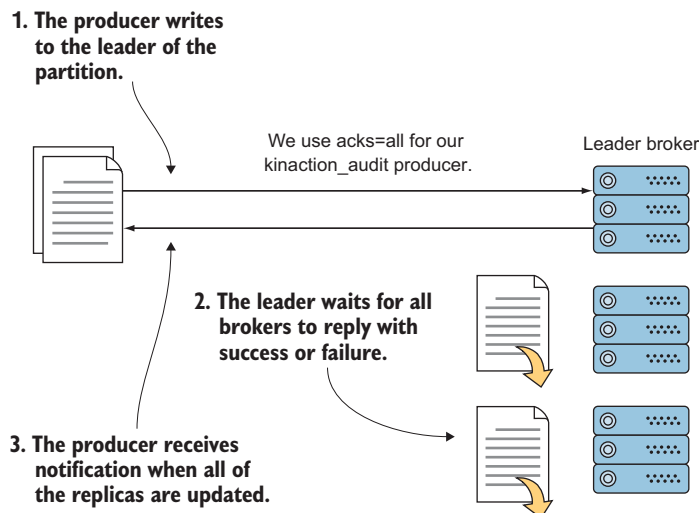 1. The producer writes
to the leader of the
partition.
We use acks=all for our
kinaction_audit producer.
Leader broker
2. The leader waits for all
brokers to reply with
success or failure.
3. The producer receives
notification when all of
the replicas are updated.